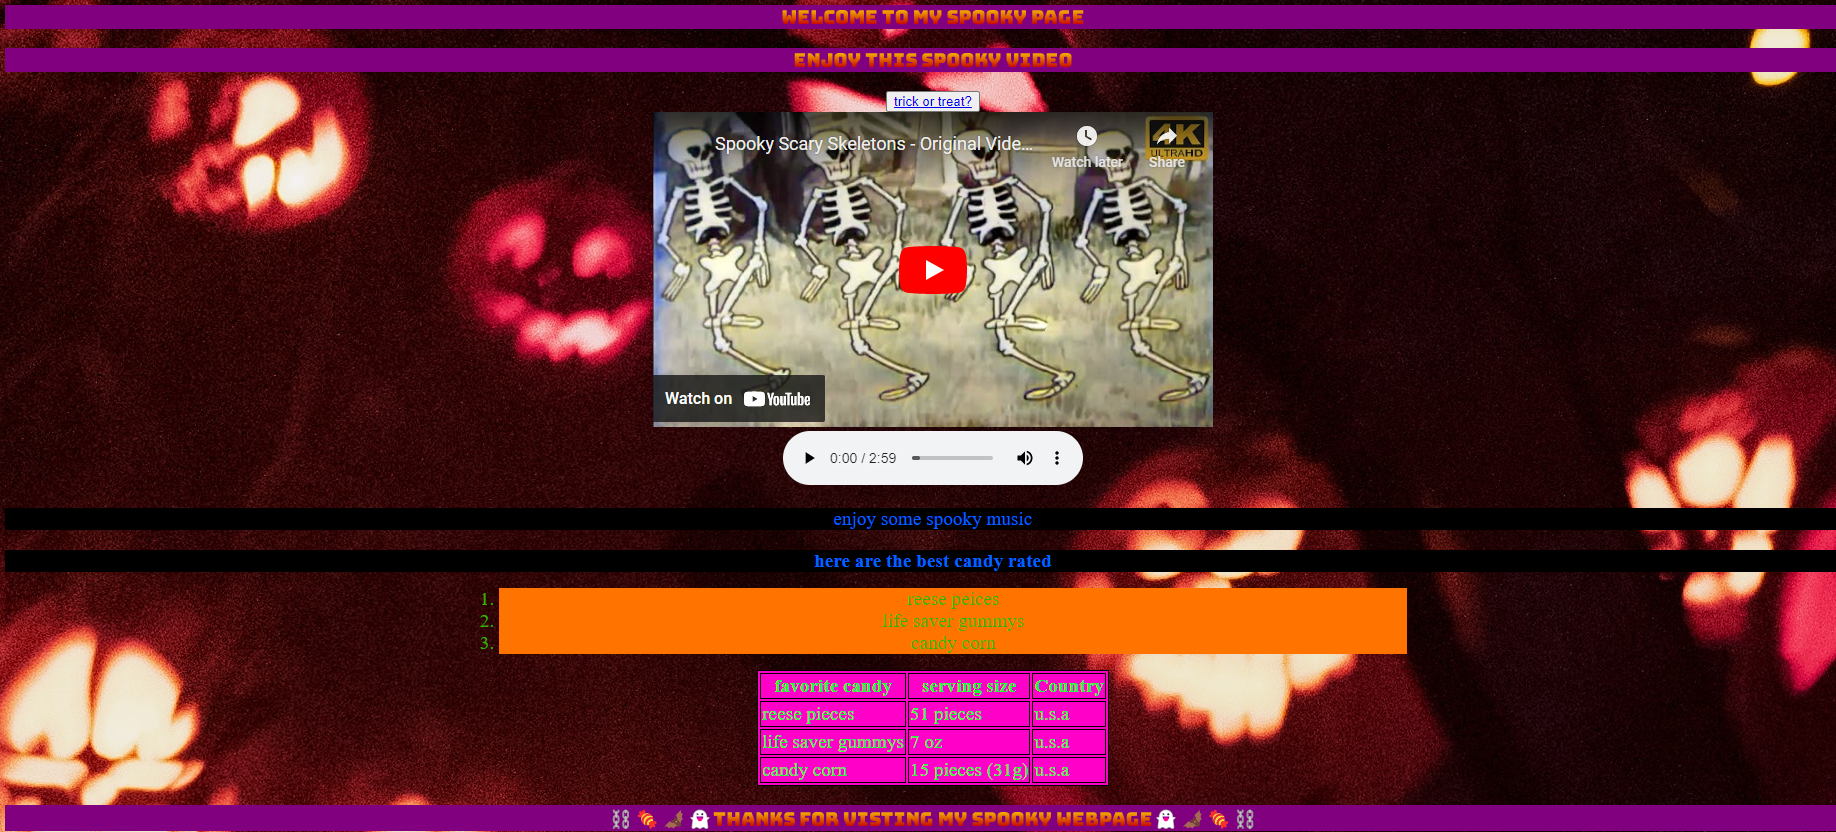 WELCOME TO MY SPOOKY PAGE
ENJOY THIS SPOOKY VIDEO
trick or treat?
Spooky Scary Skeletons - Original Vide...
4K
ULTRAHD
Watch later
Share
Watch on YouTube
0:00 / 2:59
enjoy some spooky music
here are the best candy rated
1. reese peices
2. life saver gummys
3. candy corn
favorite candy serving size Country
reese pieces 51 pieces u.s.a
life saver gummys 7 oz u.s.a
candy corn 15 pieces (31g) u.s.a
⛓️ 🍬 🦇 👻 THANKS FOR VISTING MY SPOOKY WEBPAGE 👻 🦇 🍬 ⛓️